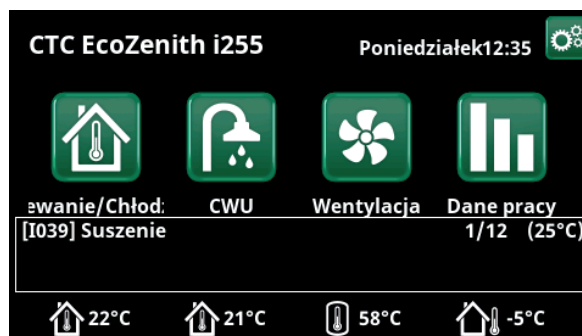 CTC EcoZenith i255 Poniedziałek12:35
ewanie/Chłod: CWU Wentylacja Dane pracy
[I039] Suszenie 1/12 (25°C)
22°C 21°C 58°C -5°C